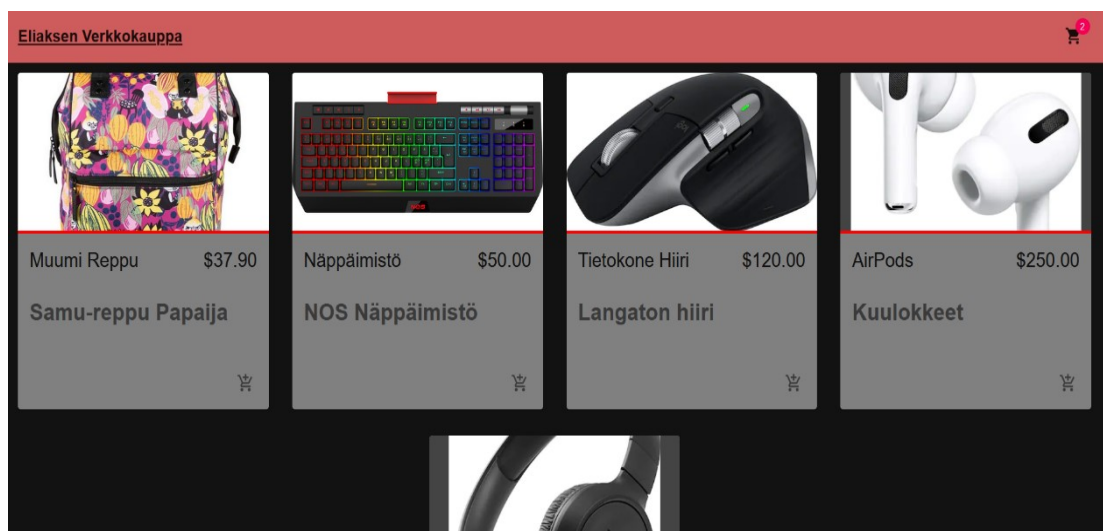 Eliaksen Verkkokauppa
2
Muumi Reppu $37.90
Samu-reppu Papaija
NOS
Näppäimistö $50.00
NOS Näppäimistö
Tietokone Hiiri $120.00
Langaton hiiri
AirPods $250.00
Kuulokkeet